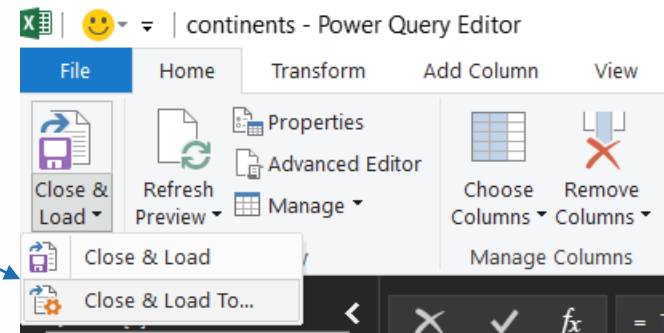 continents - Power Query Editor
File Home Transform Add Column View
Properties
Advanced Editor
Manage
Close & Load
Refresh Preview
Choose Columns
Remove Columns
Manage Columns
Close & Load
Close & Load To...
fx =